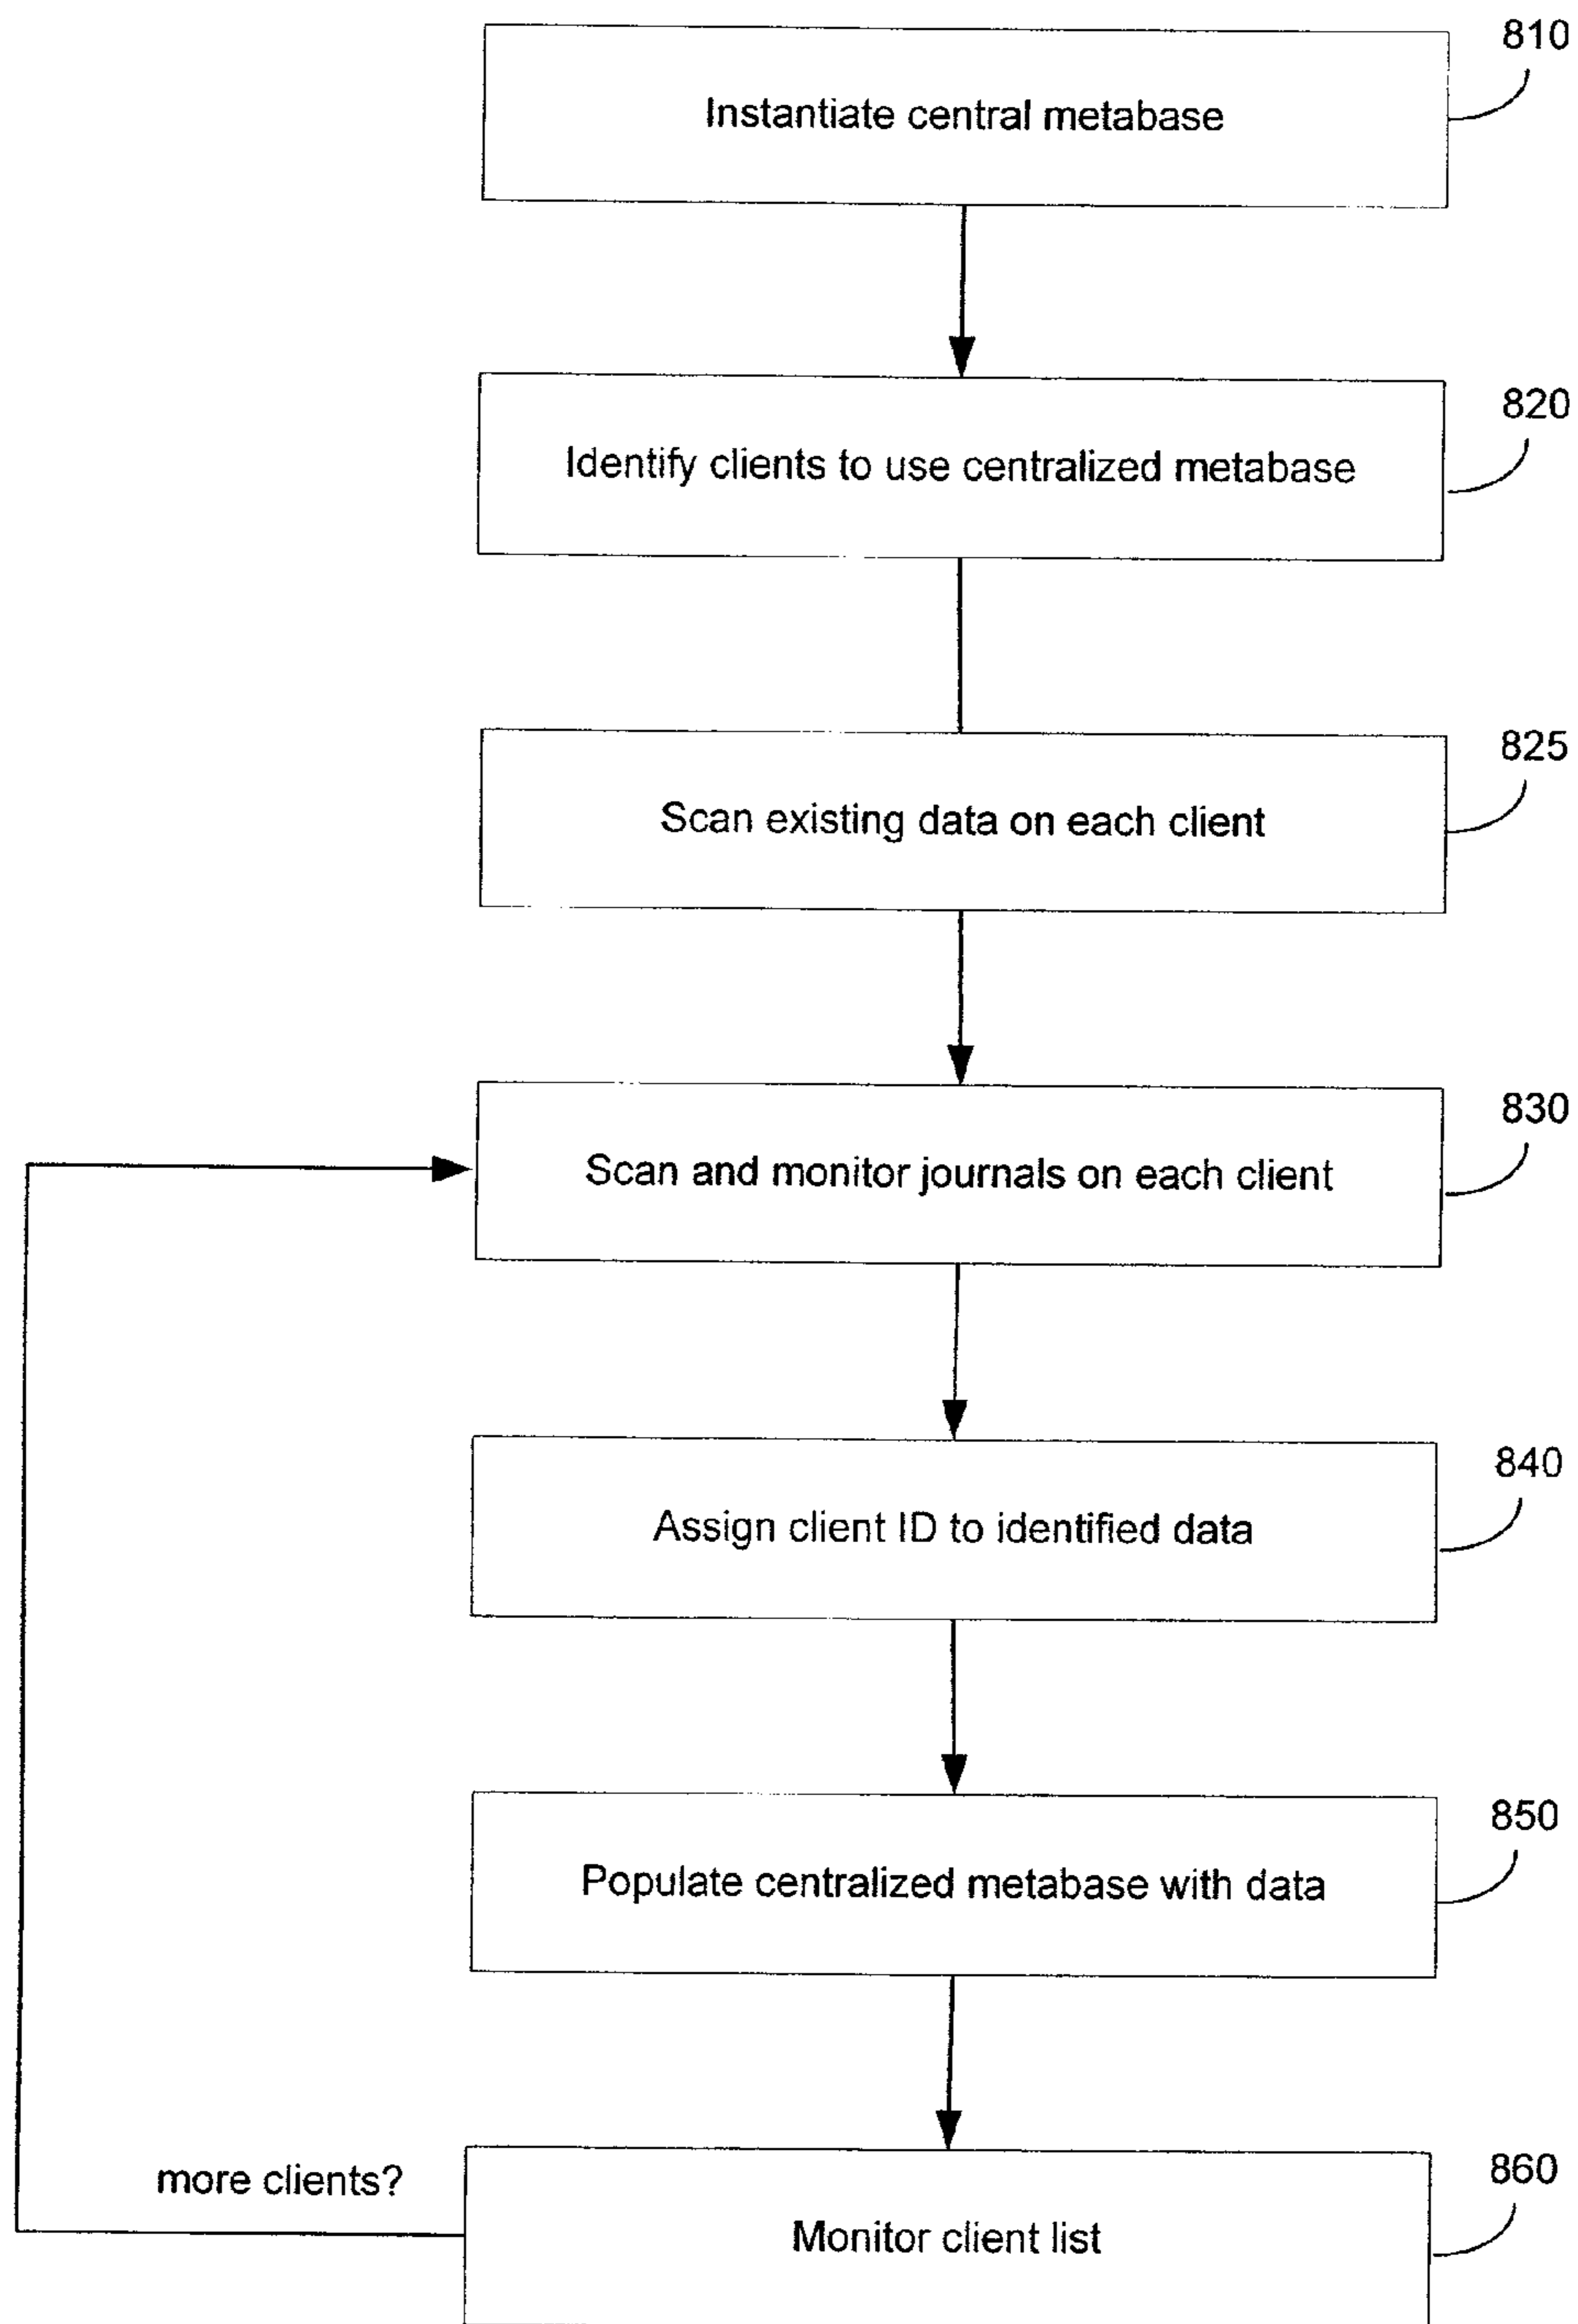 810
Instantiate central metabase
820
Identify clients to use centralized metabase
825
Scan existing data on each client
830
Scan and monitor journals on each client
840
Assign client ID to identified data
850
Populate centralized metabase with data
860
more clients?
Monitor client list